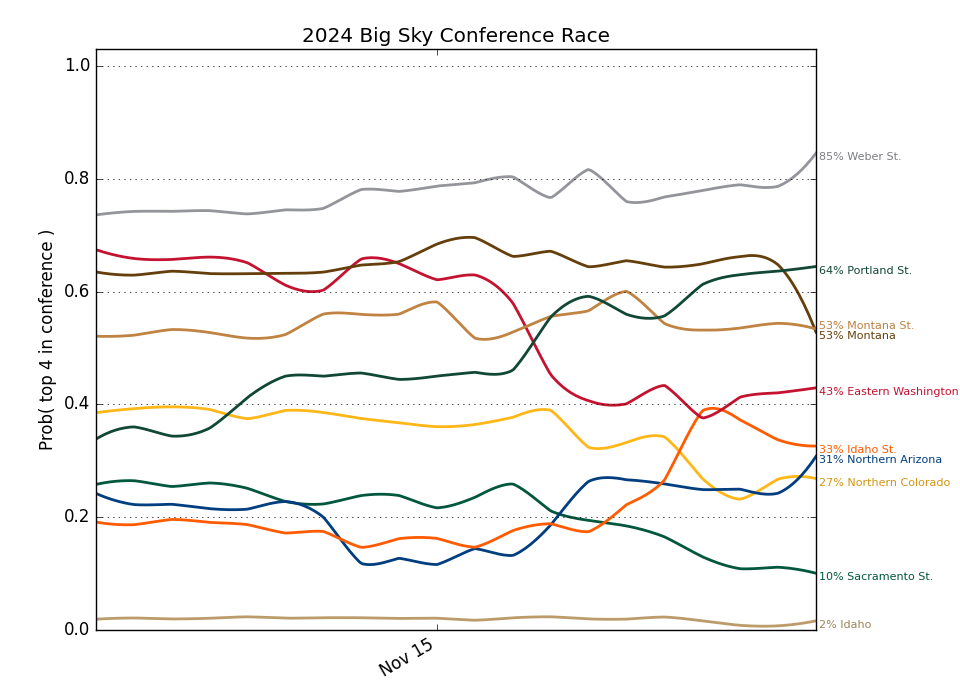 2024 Big Sky Conference Race
Prob( top 4 in conference )
1.0
0.8
0.6
0.4
0.2
0.0
Nov 15
85% Weber St.
64% Portland St.
53% Montana St.
53% Montana
43% Eastern Washington
33% Idaho St.
31% Northern Arizona
27% Northern Colorado
10% Sacramento St.
2% Idaho